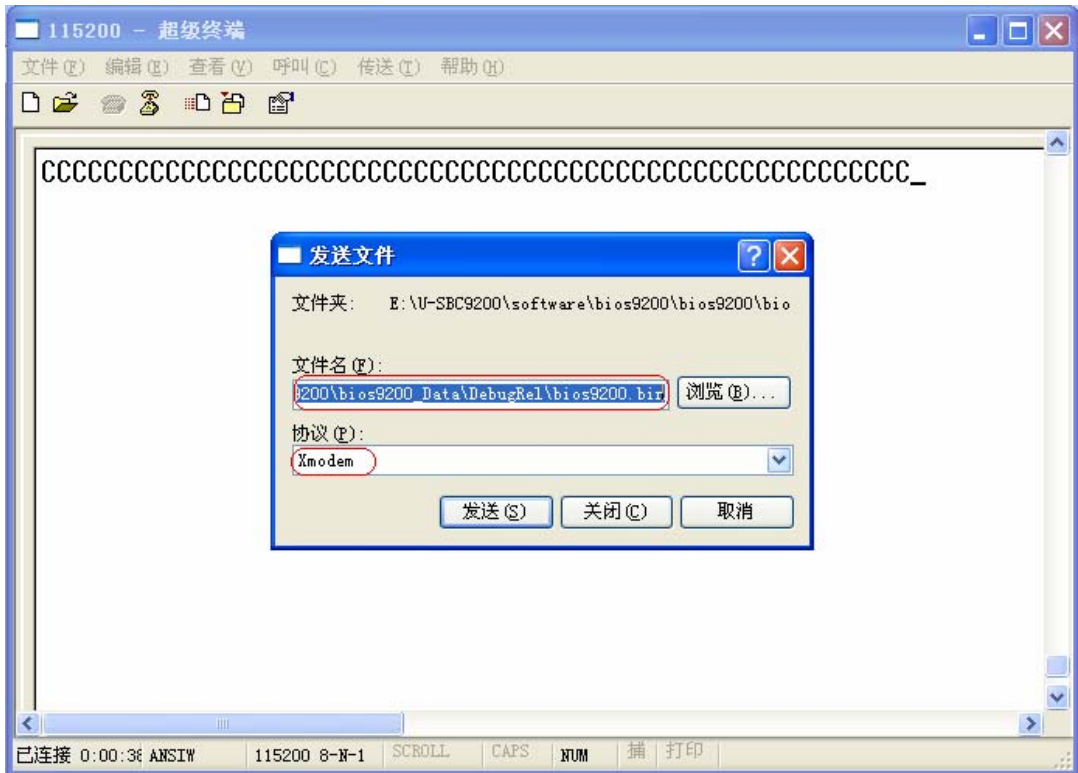 115200 - 超级终端
文件(F) 编辑(E) 查看(V) 呼叫(C) 传送(T) 帮助(H)
CCCCCCCCCCCCCCCCCCCCCCCCCCCCCCCCCCCCCCCCCCCCCCCCCCCCCCCC_
发送文件
文件夹: E:\U-SBC9200\software\bios9200\bios9200\bio
文件名(F):
9200\bios9200_Data\DebugRel\bios9200.bin 浏览(B)...
协议(P):
Xmodem
发送(S) 关闭(C) 取消
已连接 0:00:38 ANSIW 115200 8-N-1 SCROLL CAPS NUM 捕 打印